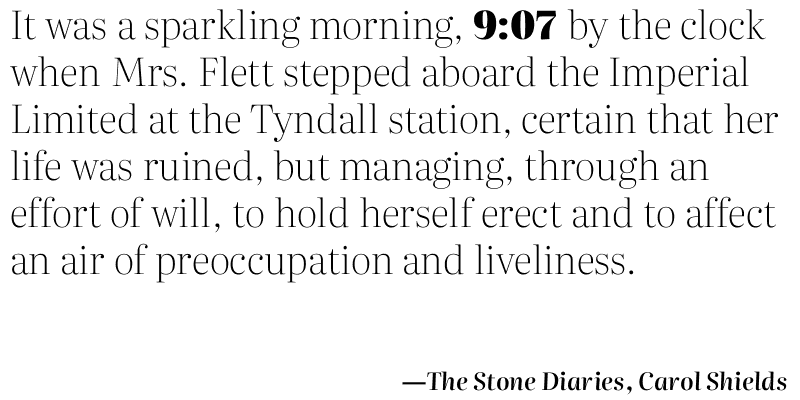 It was a sparkling morning, 9:07 by the clock
when Mrs. Flett stepped aboard the Imperial
Limited at the Tyndall station, certain that her
life was ruined, but managing, through an
effort of will, to hold herself erect and to affect
an air of preoccupation and liveliness.
—The Stone Diaries, Carol Shields